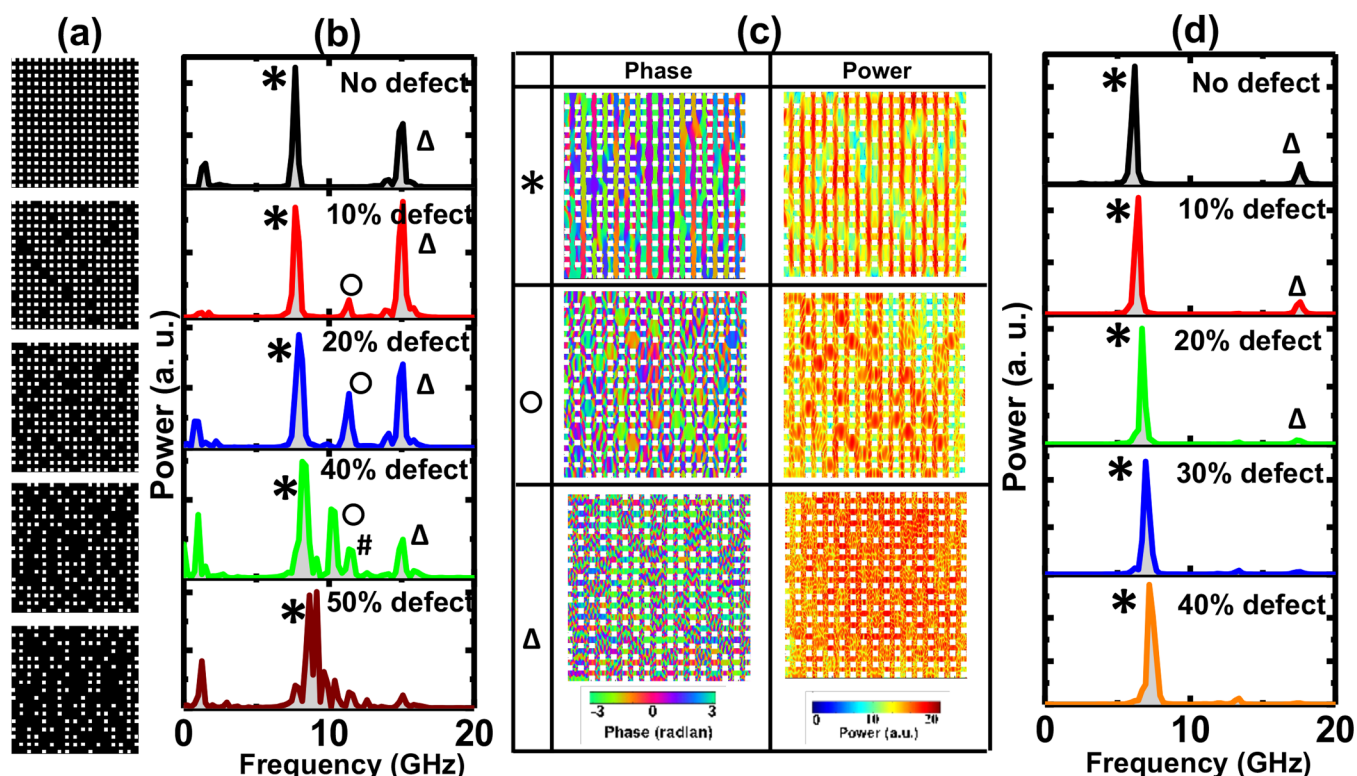 (a)
(b)
(c)
(d)
No defect
*
Δ
10% defect
*
○
Δ
20% defect
*
○
Δ
40% defect
*
○
#
Δ
50% defect
*
Power (a. u.)
0 10 20
Frequency (GHz)
Phase Power
*
○
Δ
-3 0 3
Phase (radian)
0 10 20
Power (a.u.)
No defect
*
Δ
10% defect
*
Δ
20% defect
*
Δ
30% defect
*
40% defect
*
Power (a. u.)
0 10 20
Frequency (GHz)